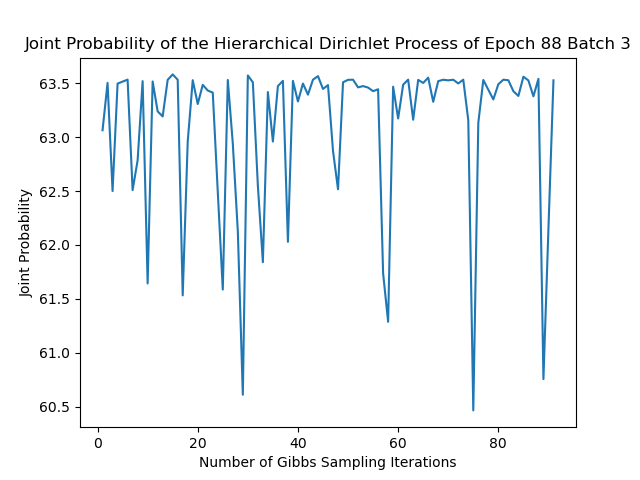 Joint Probability of the Hierarchical Dirichlet Process of Epoch 88 Batch 3
63.5
63.0
62.5
62.0
61.5
61.0
60.5
Joint Probability
0 20 40 60 80
Number of Gibbs Sampling Iterations